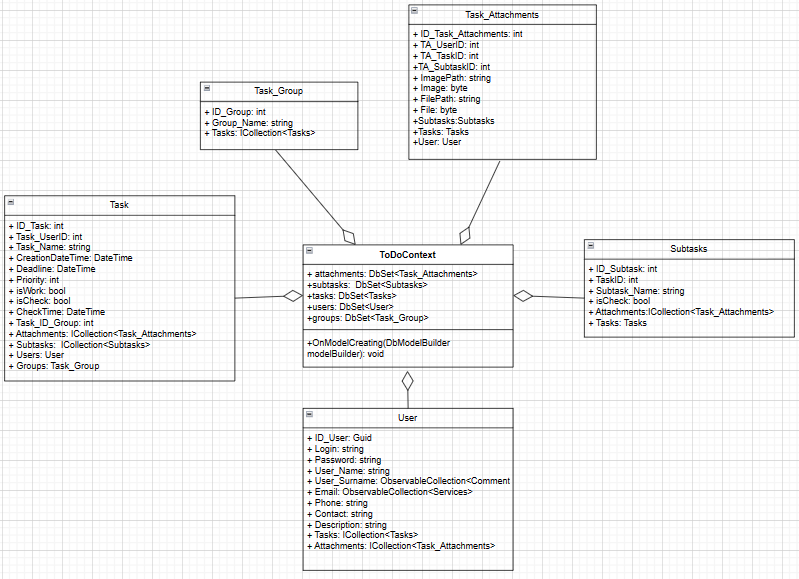 Task_Attachments
+ ID_Task_Attachments: int
+ TA_UserID: int
+ TA_TaskID: int
+TA_SubtaskID: int
+ ImagePath: string
+ Image: byte
+ FilePath: string
+ File: byte
+Subtasks:Subtasks
+Tasks: Tasks
+User: User
Task_Group
+ ID_Group: int
+ Group_Name: string
+ Tasks: ICollection<Tasks>
Task
+ ID_Task: int
+ Task_UserID: int
+ Task_Name: string
+ CreationDateTime: DateTime
+ Deadline: DateTime
+ Priority: int
+ isWork: bool
+ isCheck: bool
+ CheckTime: DateTime
+ Task_ID_Group: int
+ Attachments: ICollection<Task_Attachments>
+ Subtasks:  ICollection<Subtasks>
+ Users: User
+ Groups: Task_Group
ToDoContext
+ attachments: DbSet<Task_Attachments>
+subtasks:  DbSet<Subtasks>
+tasks: DbSet<Tasks>
+users: DbSet<User>
+groups: DbSet<Task_Group>
+OnModelCreating(DbModelBuilder
modelBuilder): void
Subtasks
+ ID_Subtask: int
+ TaskID: int
+ Subtask_Name: string
+ isCheck: bool
+ Attachments:ICollection<Task_Attachments>
+ Tasks: Tasks
User
+ ID_User: Guid
+ Login: string
+ Password: string
+ User_Name: string
+ User_Surname: ObservableCollection<Comment
+ Email: ObservableCollection<Services>
+ Phone: string
+ Contact: string
+ Description: string
+ Tasks: ICollection<Tasks>
+ Attachments: ICollection<Task_Attachments>